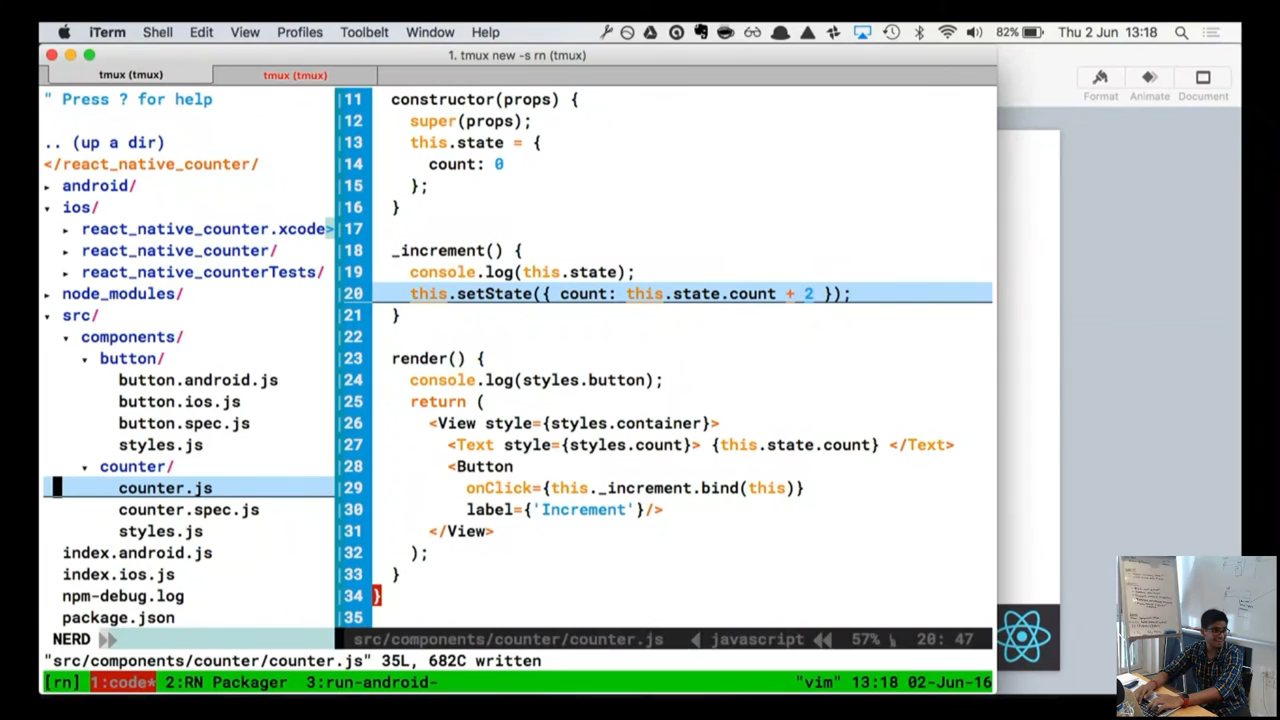 iTerm Shell Edit View Profiles Toolbelt Window Help 82% Thu 2 Jun 13:18
1. tmux new -s rn (tmux)
tmux (tmux) tmux (tmux)
Format Animate Document
" Press ? for help
.. (up a dir)
</react_native_counter/
▸ android/
▾ ios/
▸ react_native_counter.xcode>
▸ react_native_counter/
▸ react_native_counterTests/
▸ node_modules/
▾ src/
▾ components/
▾ button/
button.android.js
button.ios.js
button.spec.js
styles.js
▾ counter/
counter.js
counter.spec.js
styles.js
index.android.js
index.ios.js
npm-debug.log
package.json
NERD
11 constructor(props) {
12 super(props);
13 this.state = {
14 count: 0
15 };
16 }
17
18 _increment() {
19 console.log(this.state);
20 this.setState({ count: this.state.count + 2 });
21 }
22
23 render() {
24 console.log(styles.button);
25 return (
26 <View style={styles.container}>
27 <Text style={styles.count}> {this.state.count} </Text>
28 <Button
29 onClick={this._increment.bind(this)}
30 label={'Increment'}/>
31 </View>
32 );
33 }
34 }
35
src/components/counter/counter.js javascript 57% 20: 47
"src/components/counter/counter.js" 35L, 682C written
[rn] 1:code* 2:RN Packager 3:run-android- "vim" 13:18 02-Jun-16